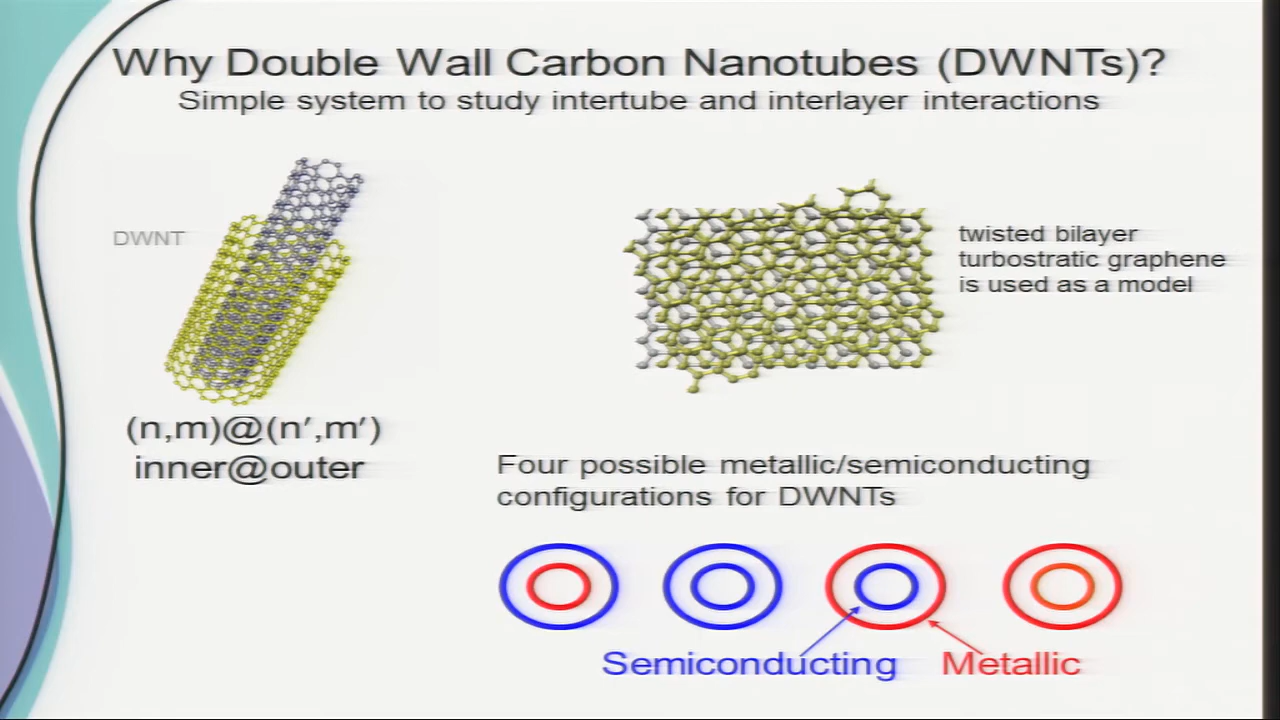 Why Double Wall Carbon Nanotubes (DWNTs)?
Simple system to study intertube and interlayer interactions
DWNT
twisted bilayer
turbostratic graphene
is used as a model
(n,m)@(n′,m′)
inner@outer
Four possible metallic/semiconducting
configurations for DWNTs
Semiconducting
Metallic